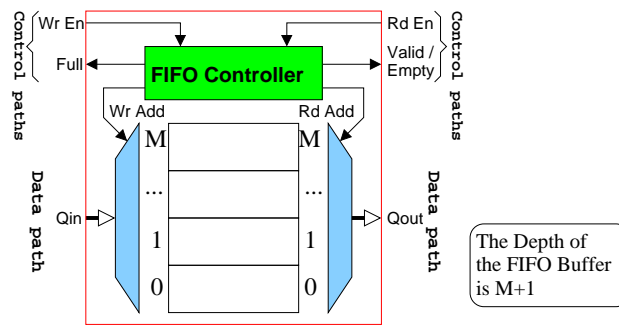 Control paths
Wr En
Full
Rd En
Valid /
Empty
Control paths
FIFO Controller
Wr Add
Rd Add
M
M
...
...
1
1
0
0
Data path
Qin
Qout
Data path
The Depth of
the FIFO Buffer
is M+1